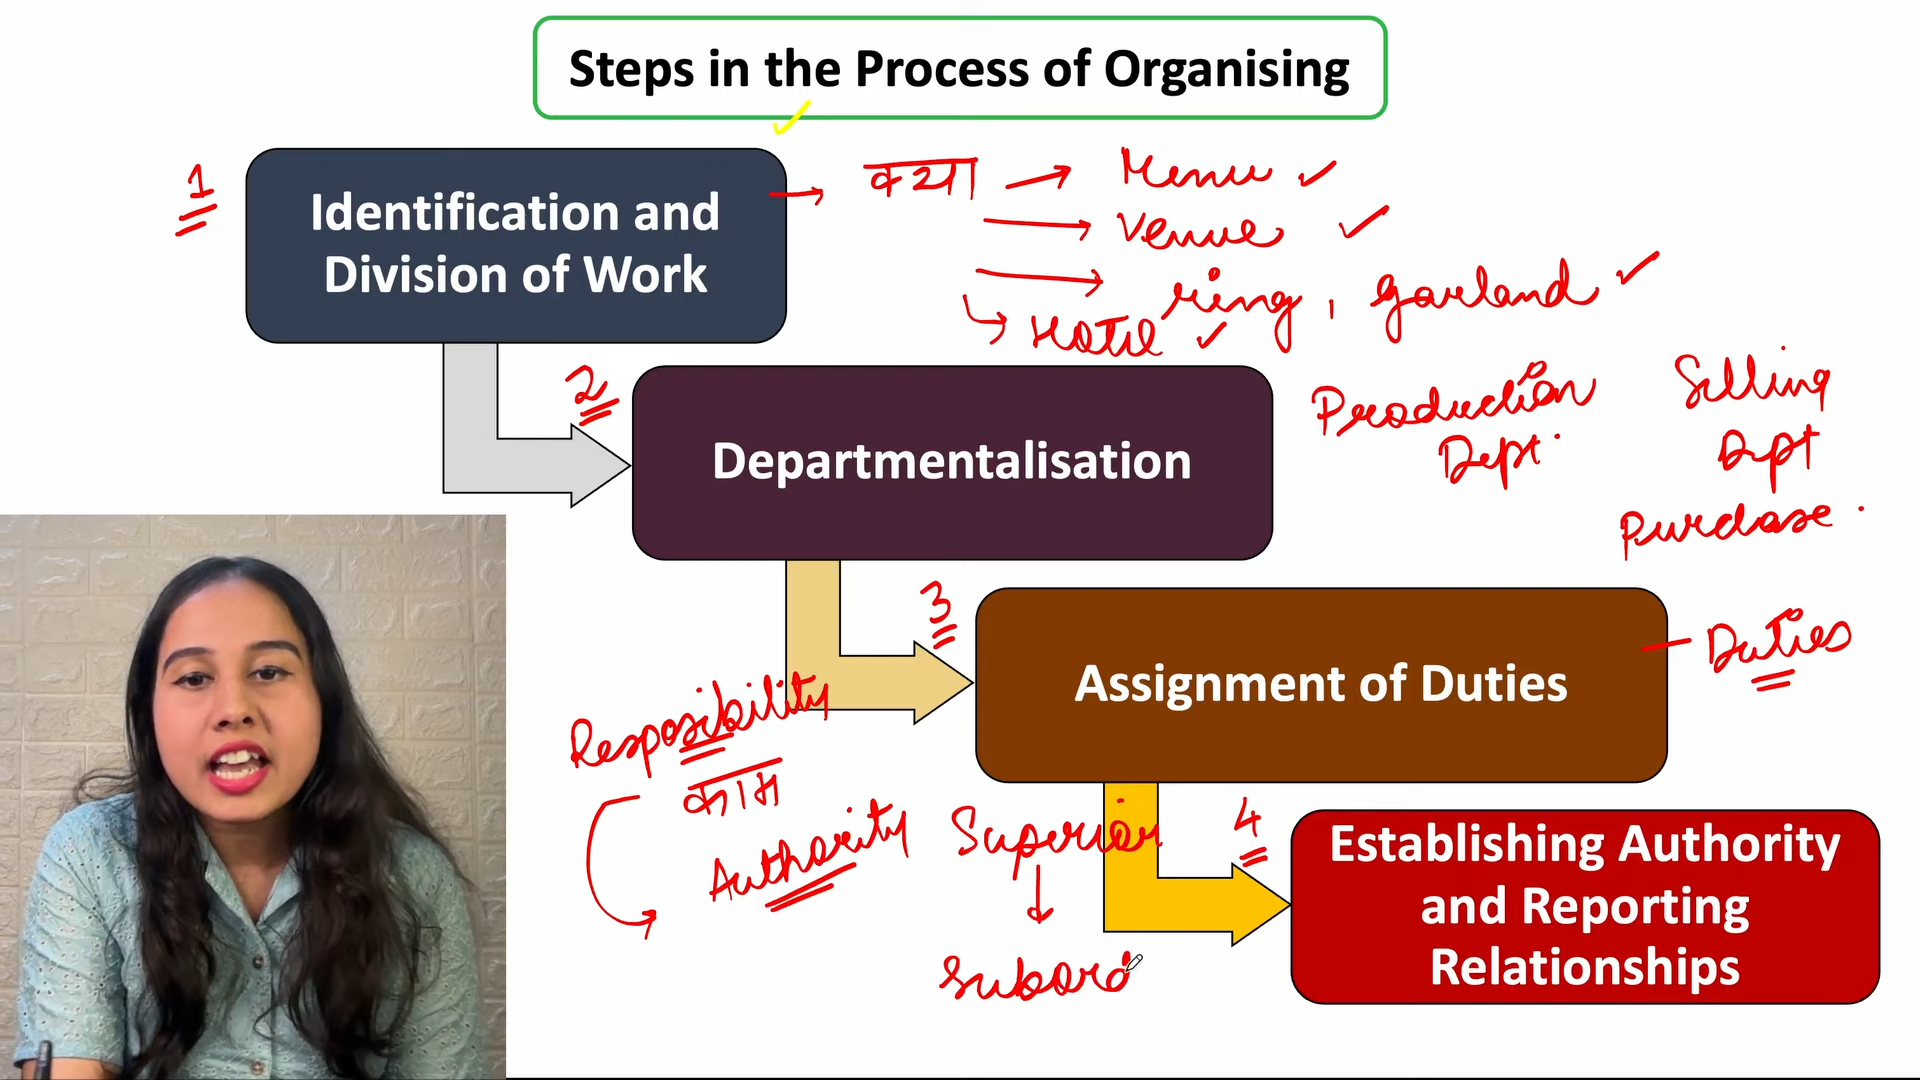 Steps in the Process of Organising
1
Identification and
Division of Work
क्या → Menu ✓
→ Venue ✓
→ ring, garland ✓
→ Hotel ✓
2
Departmentalisation
Production
Dept.
Selling
Dept
Purchase.
3
Assignment of Duties
Duties
Resposibility
काम
Authority
Superior
↓
Subord
4
Establishing Authority
and Reporting
Relationships